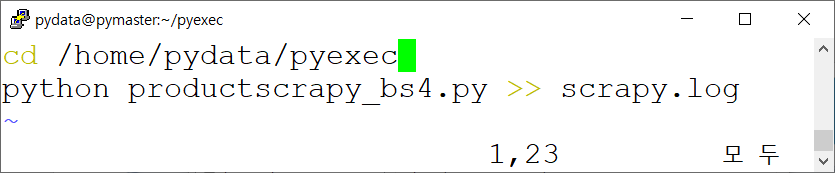 pydata@pymaster:~/pyexec
cd /home/pydata/pyexec
python productscrapy_bs4.py >> scrapy.log
~
1,23 모두